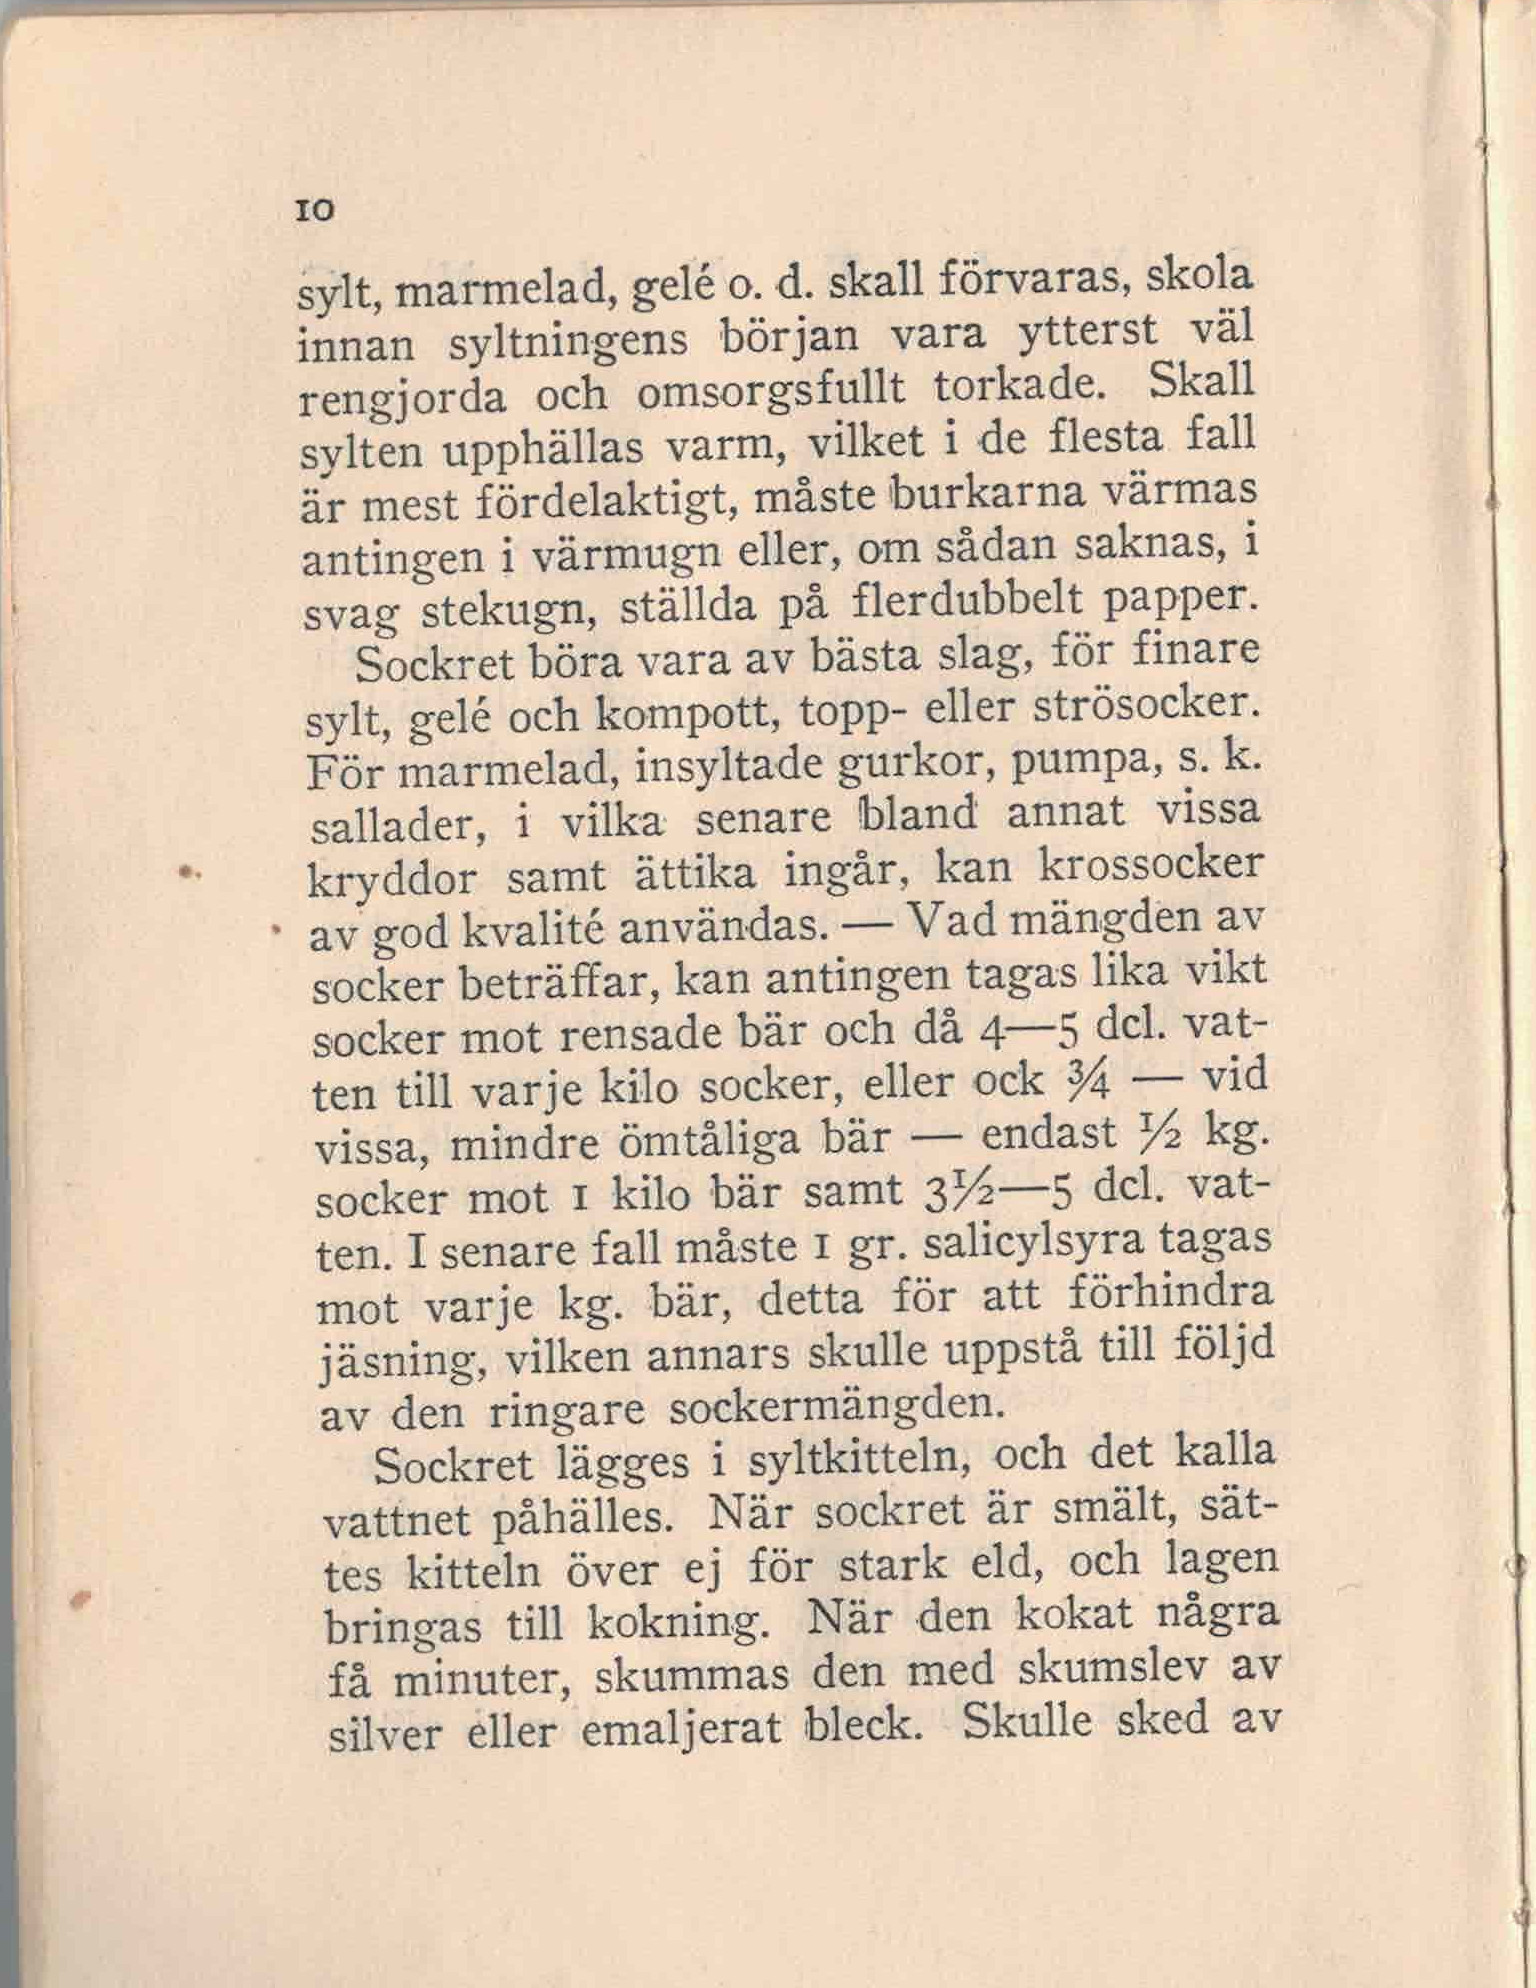 10
sylt, marmelad, gelé o. d. skall förvaras, skola
innan syltningens början vara ytterst väl
rengjorda och omsorgsfullt torkade. Skall
sylten upphällas varm, vilket i de flesta fall
är mest fördelaktigt, måste burkarna värmas
antingen i värmugn eller, om sådan saknas, i
svag stekugn, ställda på flerdubbelt papper.
Sockret böra vara av bästa slag, för finare
sylt, gelé och kompott, topp- eller strösocker.
För marmelad, insyltade gurkor, pumpa, s. k.
sallader, i vilka senare bland annat vissa
kryddor samt ättika ingår, kan krossocker
av god kvalité användas. — Vad mängden av
socker beträffar, kan antingen tagas lika vikt
socker mot rensade bär och då 4—5 dcl. vat-
ten till varje kilo socker, eller ock ¾ — vid
vissa, mindre ömtåliga bär — endast ½ kg.
socker mot 1 kilo bär samt 3½—5 dcl. vat-
ten. I senare fall måste 1 gr. salicylsyra tagas
mot varje kg. bär, detta för att förhindra
jäsning, vilken annars skulle uppstå till följd
av den ringare sockermängden.
Sockret lägges i syltkitteln, och det kalla
vattnet påhälles. När sockret är smält, sät-
tes kitteln över ej för stark eld, och lagen
bringas till kokning. När den kokat några
få minuter, skummas den med skumslev av
silver eller emaljerat bleck. Skulle sked av